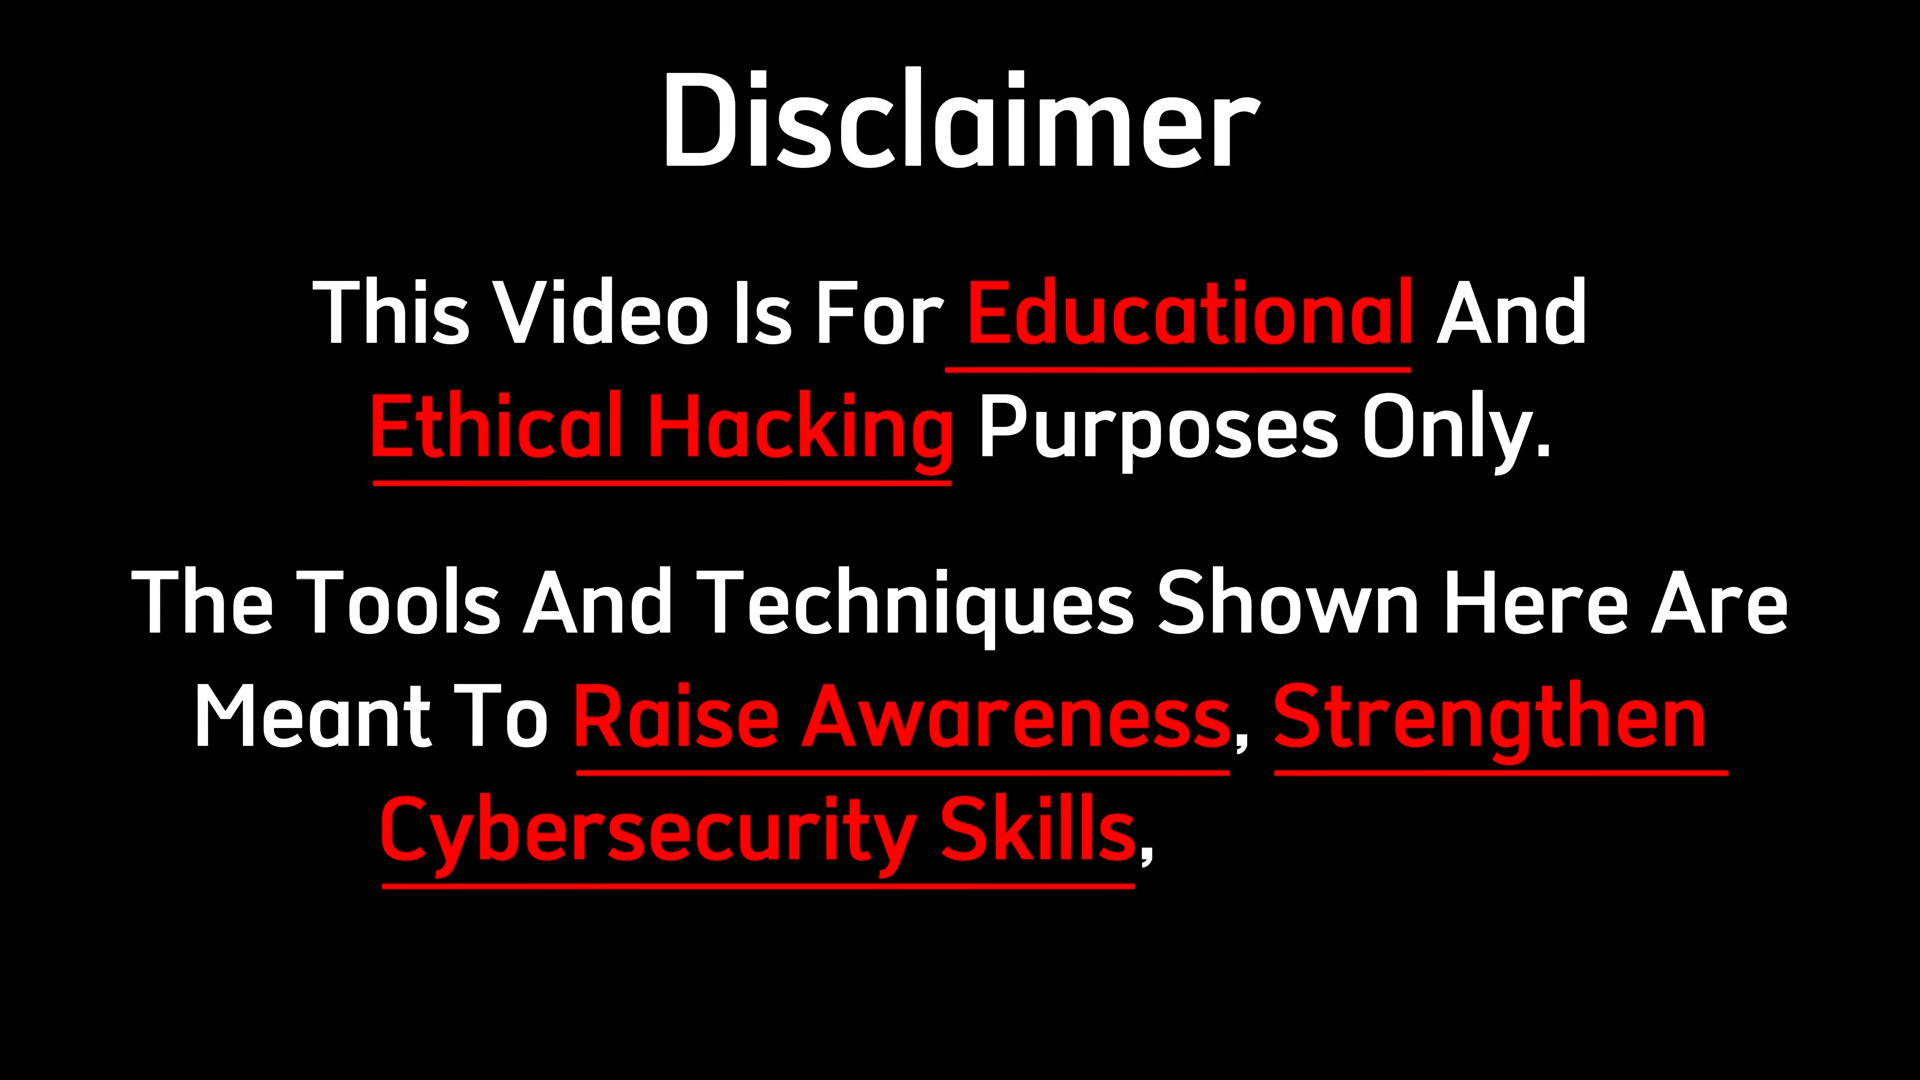 Disclaimer
This Video Is For Educational And
Ethical Hacking Purposes Only.
The Tools And Techniques Shown Here Are
Meant To Raise Awareness, Strengthen
Cybersecurity Skills,